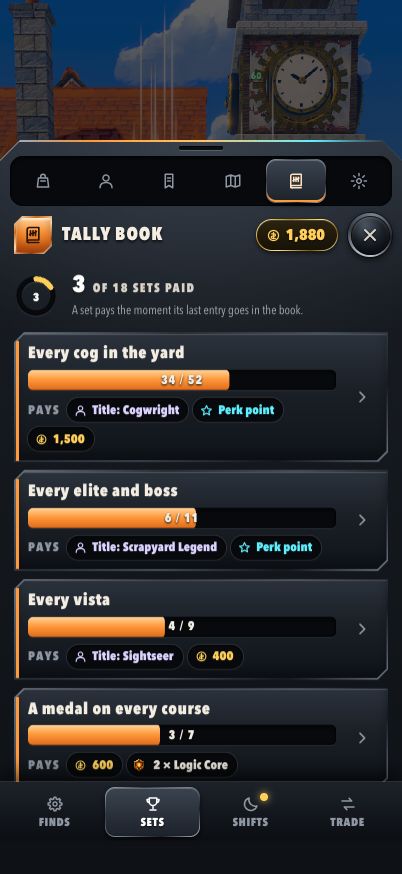 60
TALLY BOOK
1,880
3
3 OF 18 SETS PAID
A set pays the moment its last entry goes in the book.
Every cog in the yard
34 / 52
PAYS Title: Cogwright Perk point
1,500
Every elite and boss
6 / 11
PAYS Title: Scrapyard Legend Perk point
Every vista
4 / 9
PAYS Title: Sightseer 400
A medal on every course
3 / 7
PAYS 600 2 × Logic Core
FINDS SETS SHIFTS TRADE